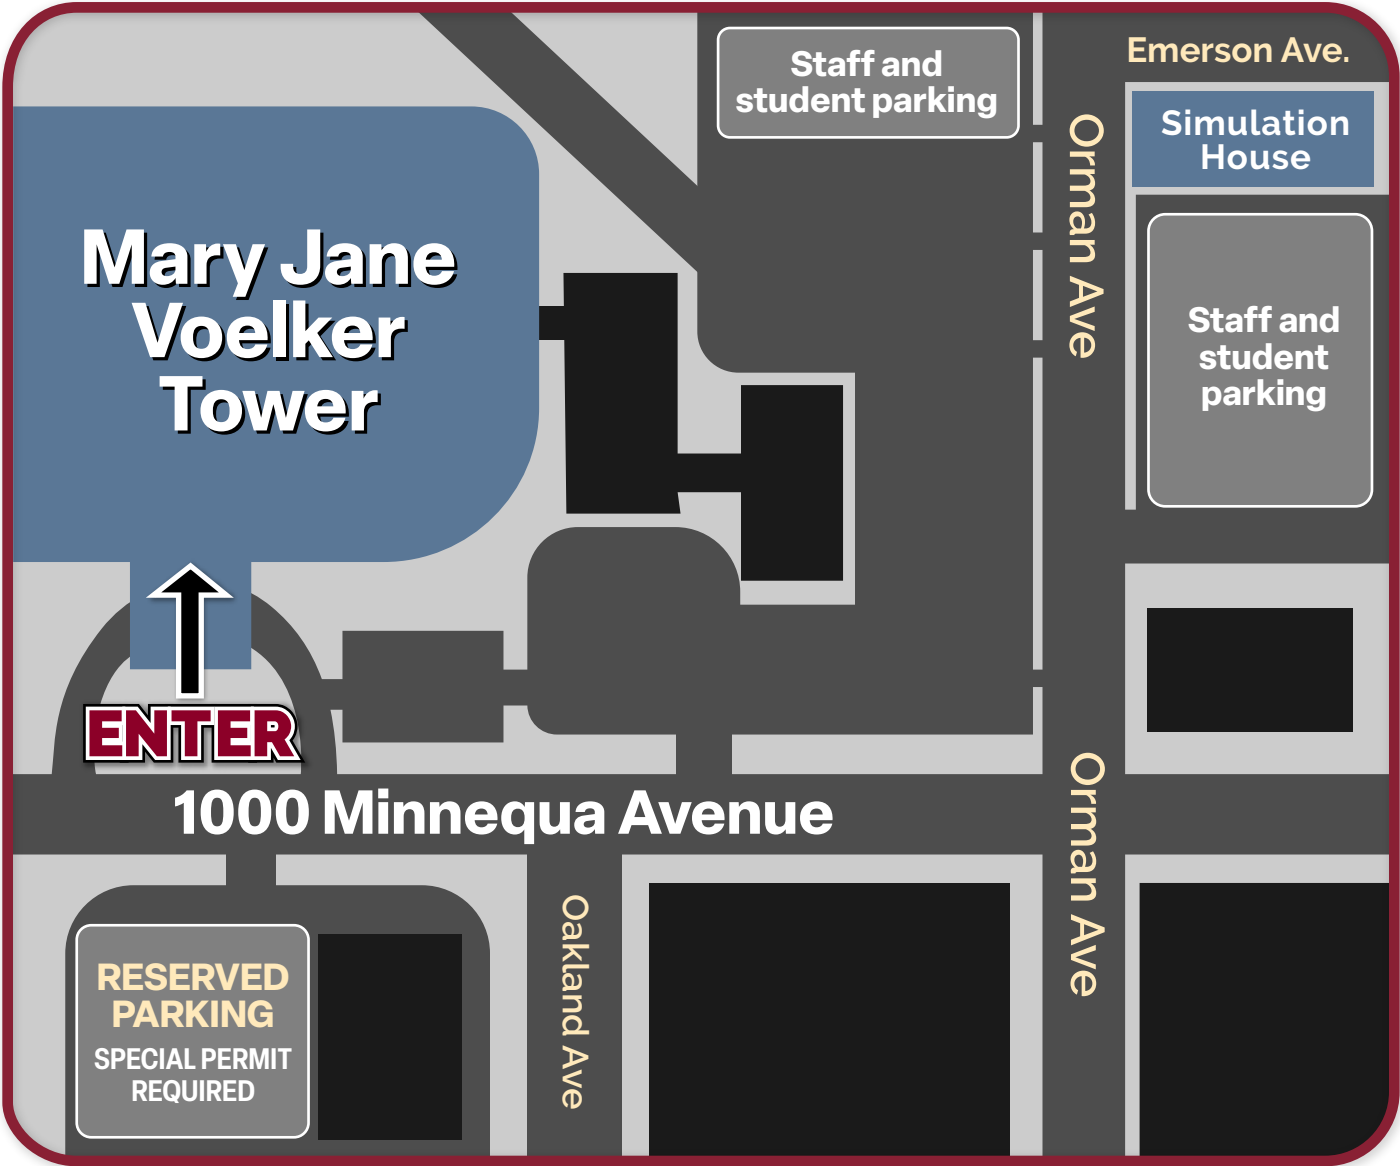 Staff and
student parking
Emerson Ave.
Simulation
House
Orman Ave
Mary Jane
Voelker
Tower
Staff and
student
parking
ENTER
1000 Minnequa Avenue
Orman Ave
Oakland Ave
RESERVED
PARKING
SPECIAL PERMIT
REQUIRED